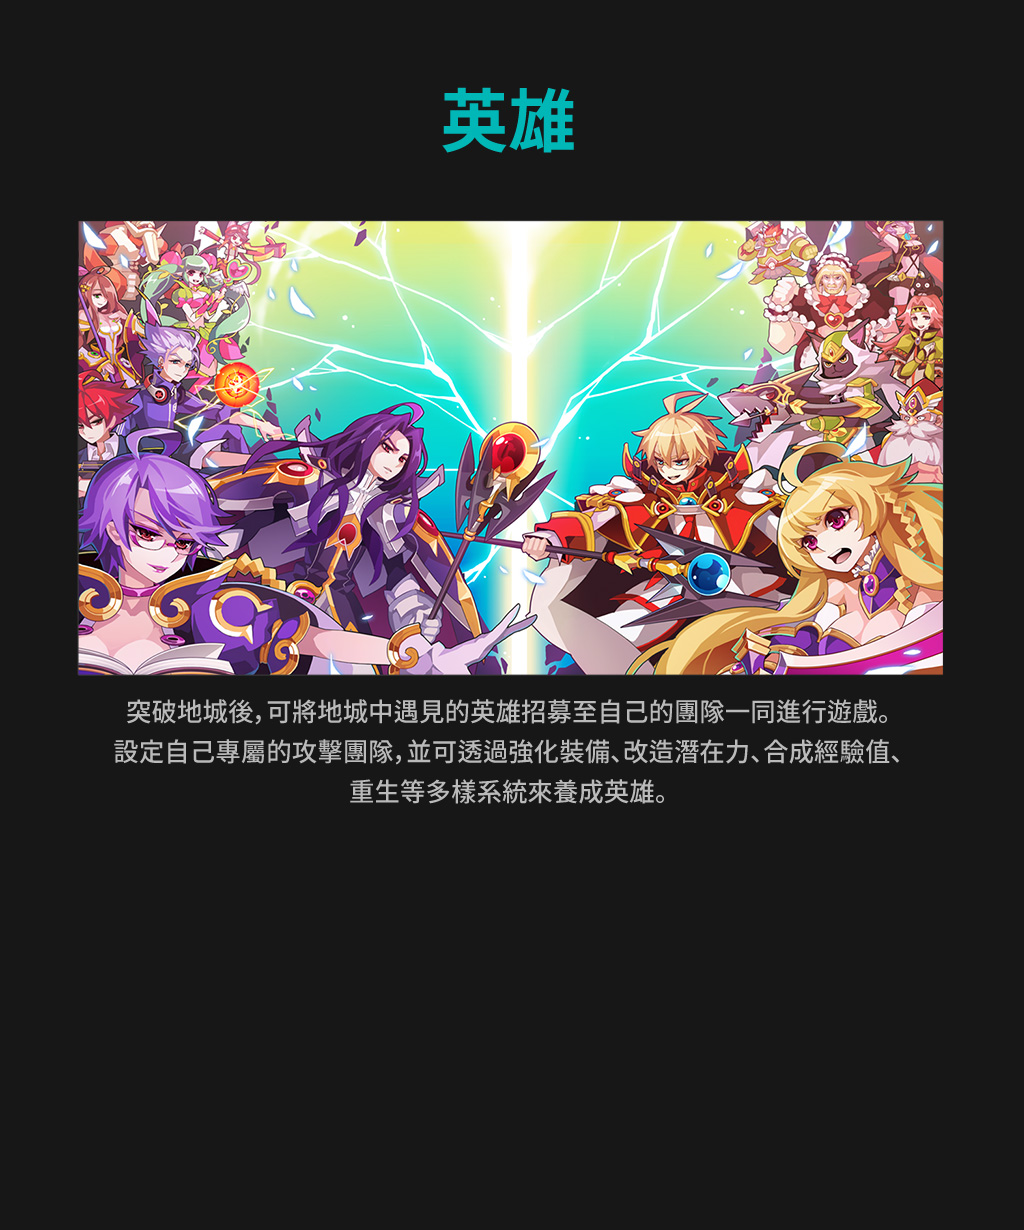 英雄
突破地城後，可將地城中遇見的英雄招募至自己的團隊一同進行遊戲。
設定自己專屬的攻擊團隊，並可透過強化裝備、改造潛在力、合成經驗值、
重生等多樣系統來養成英雄。